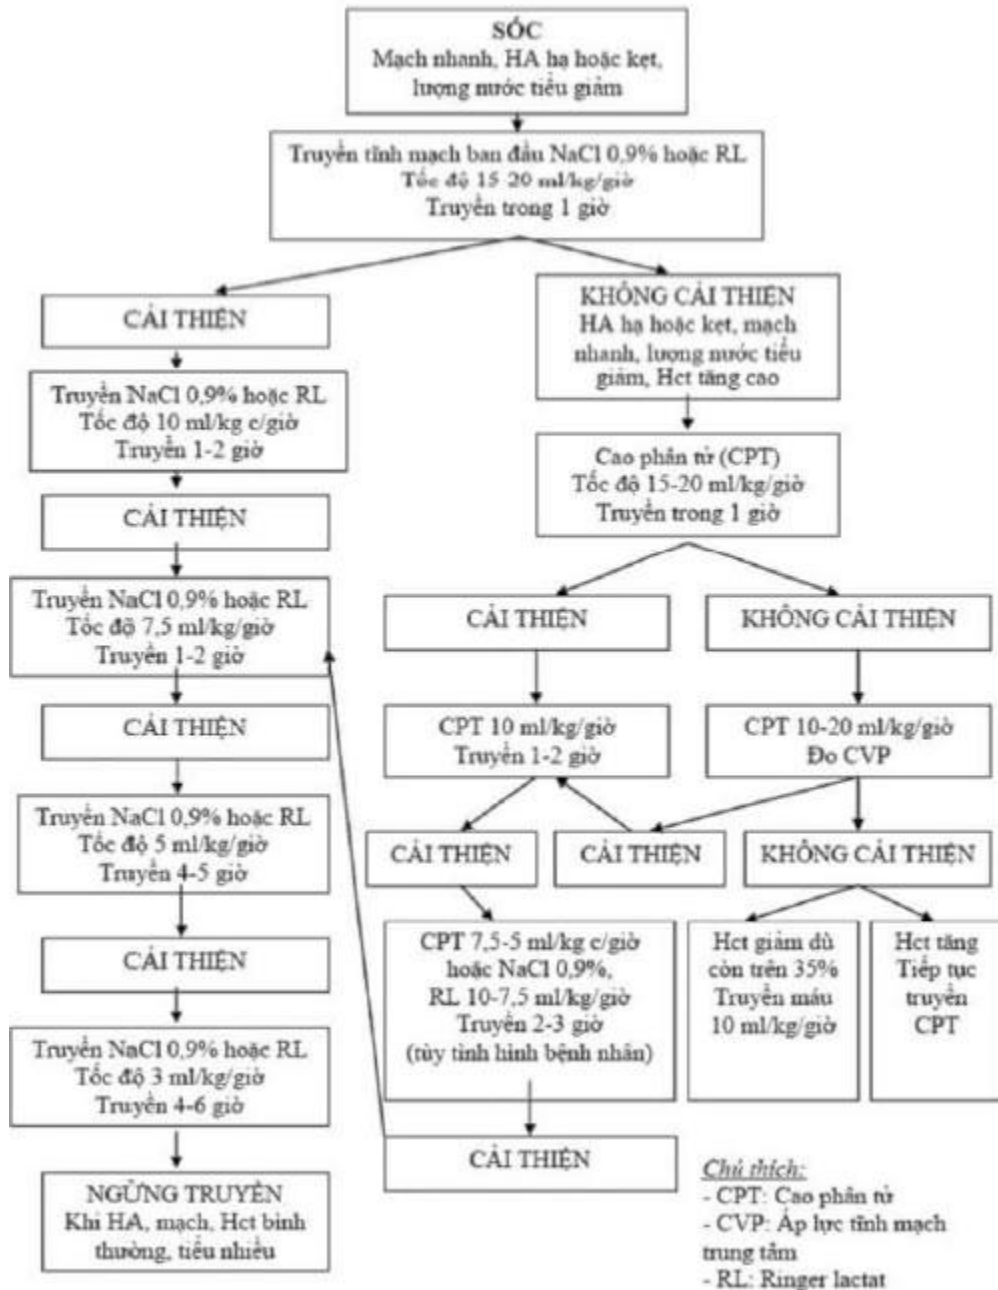 SỐC
Mạch nhanh, HA hạ hoặc kẹt,
lượng nước tiểu giảm
Truyền tĩnh mạch ban đầu NaCl 0,9% hoặc RL
Tốc độ 15-20 ml/kg/giờ
Truyền trong 1 giờ
CẢI THIỆN
KHÔNG CẢI THIỆN
HA hạ hoặc kẹt, mạch
nhanh, lượng nước tiểu
giảm, Hct tăng cao
Truyền NaCl 0,9% hoặc RL
Tốc độ 10 ml/kg c/giờ
Truyền 1-2 giờ
Cao phân tử (CPT)
Tốc độ 15-20 ml/kg/giờ
Truyền trong 1 giờ
CẢI THIỆN
Truyền NaCl 0,9% hoặc RL
Tốc độ 7,5 ml/kg/giờ
Truyền 1-2 giờ
CẢI THIỆN
KHÔNG CẢI THIỆN
CẢI THIỆN
CPT 10 ml/kg/giờ
Truyền 1-2 giờ
CPT 10-20 ml/kg/giờ
Đo CVP
Truyền NaCl 0,9% hoặc RL
Tốc độ 5 ml/kg/giờ
Truyền 4-5 giờ
CẢI THIỆN
CẢI THIỆN
KHÔNG CẢI THIỆN
CẢI THIỆN
CPT 7,5-5 ml/kg c/giờ
hoặc NaCl 0,9%,
RL 10-7,5 ml/kg/giờ
Truyền 2-3 giờ
(tùy tình hình bệnh nhân)
Hct giảm dù
còn trên 35%
Truyền máu
10 ml/kg/giờ
Hct tăng
Tiếp tục
truyền
CPT
Truyền NaCl 0,9% hoặc RL
Tốc độ 3 ml/kg/giờ
Truyền 4-6 giờ
CẢI THIỆN
NGỪNG TRUYỀN
Khi HA, mạch, Hct bình
thường, tiểu nhiều
Chú thích:
- CPT: Cao phân tử
- CVP: Áp lực tĩnh mạch
trung tâm
- RL: Ringer lactat